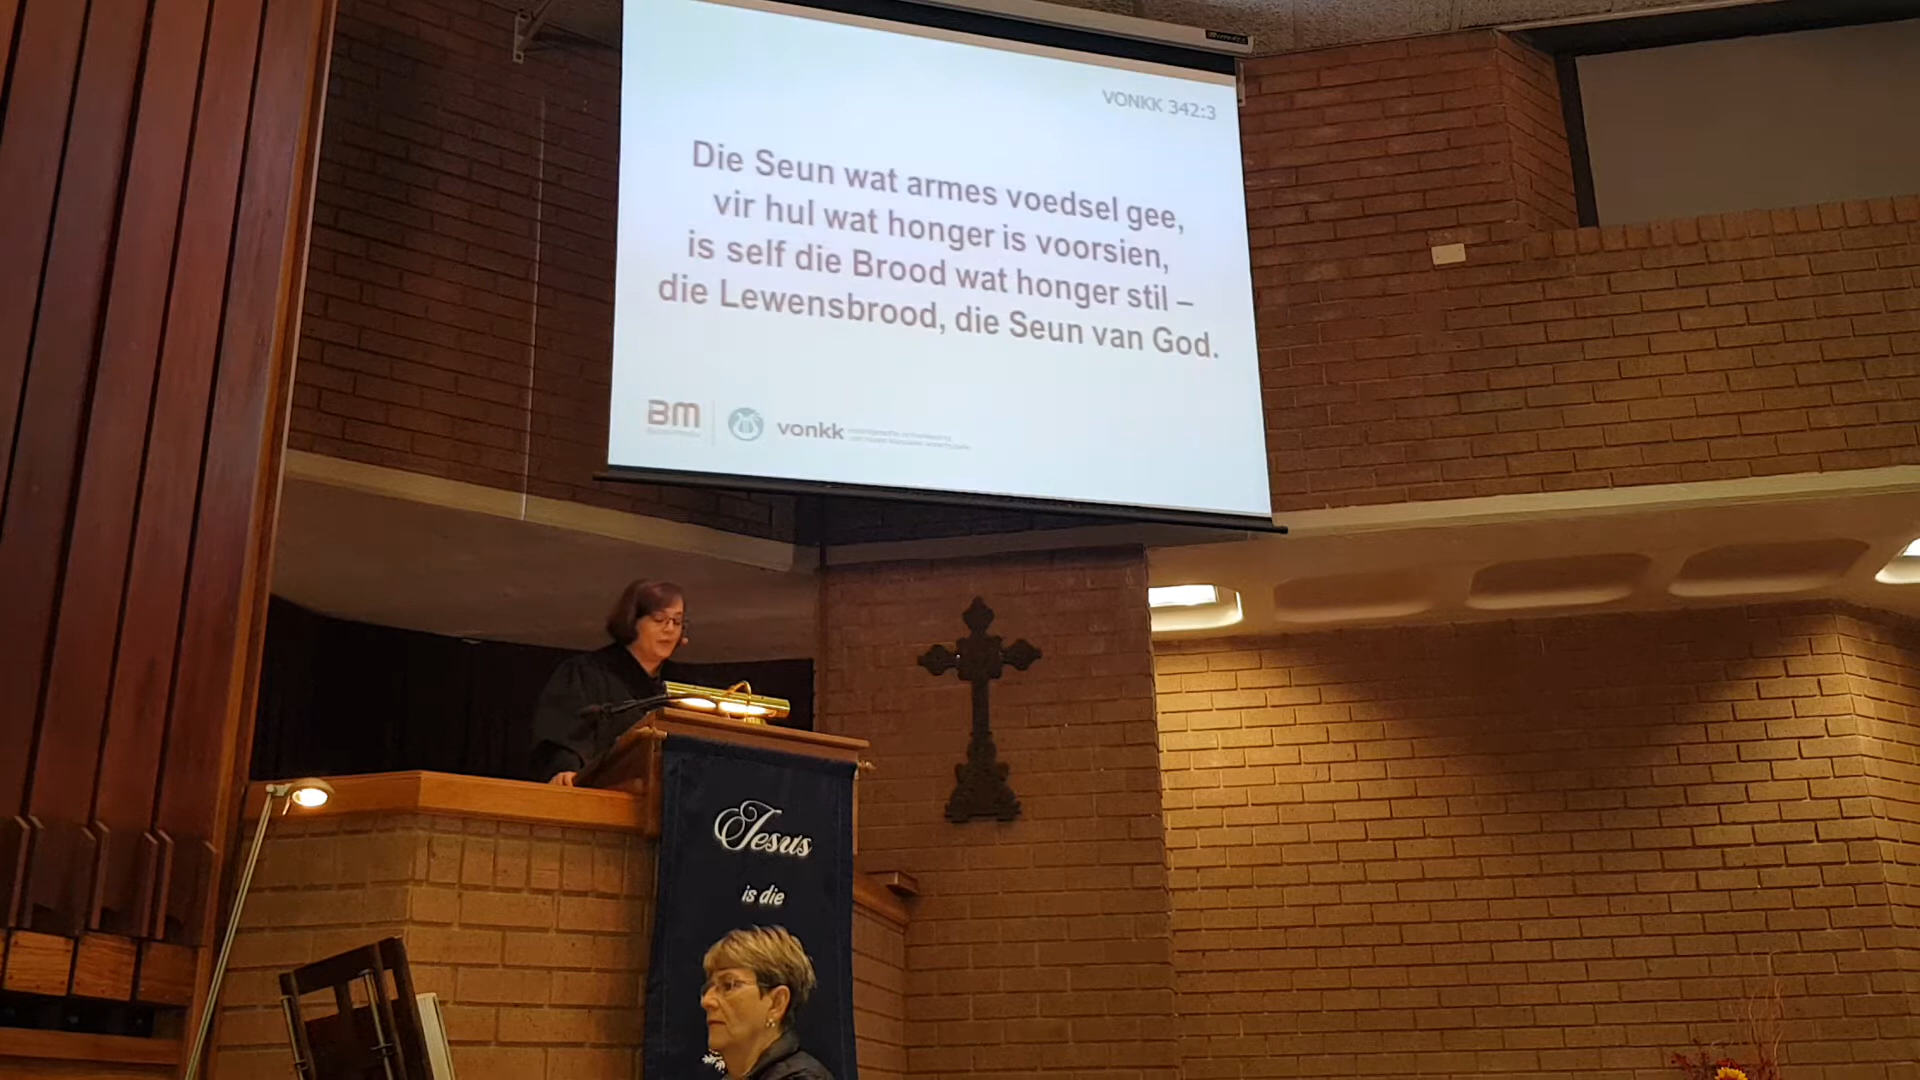 VONKK 342:3
Die Seun wat armes voedsel gee,
vir hul wat honger is voorsien,
is self die Brood wat honger stil –
die Lewensbrood, die Seun van God.
BM
vonkk
Jesus
is die